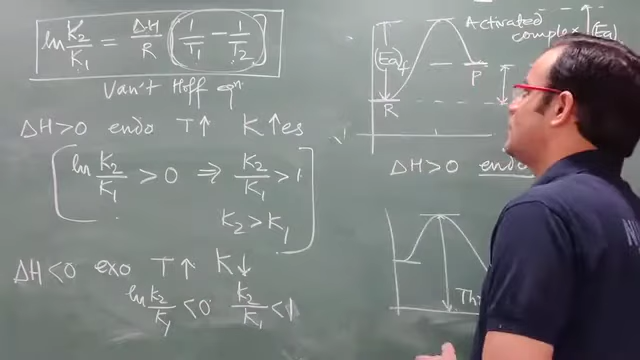 ln K₂/K₁ = ΔH/R (1/T₁ − 1/T₂)
Van't Hoff eqⁿ
ΔH>0 endo T↑ K↑es
ln K₂/K₁ > 0 ⇒ K₂/K₁ > 1
K₂ > K₁
ΔH<0 exo T↑ K↓
ln K₂/K₁ < 0 K₂/K₁ < 1
Activated
complex
(Ea)
(Ea)f
P
R
ΔH>0 endo